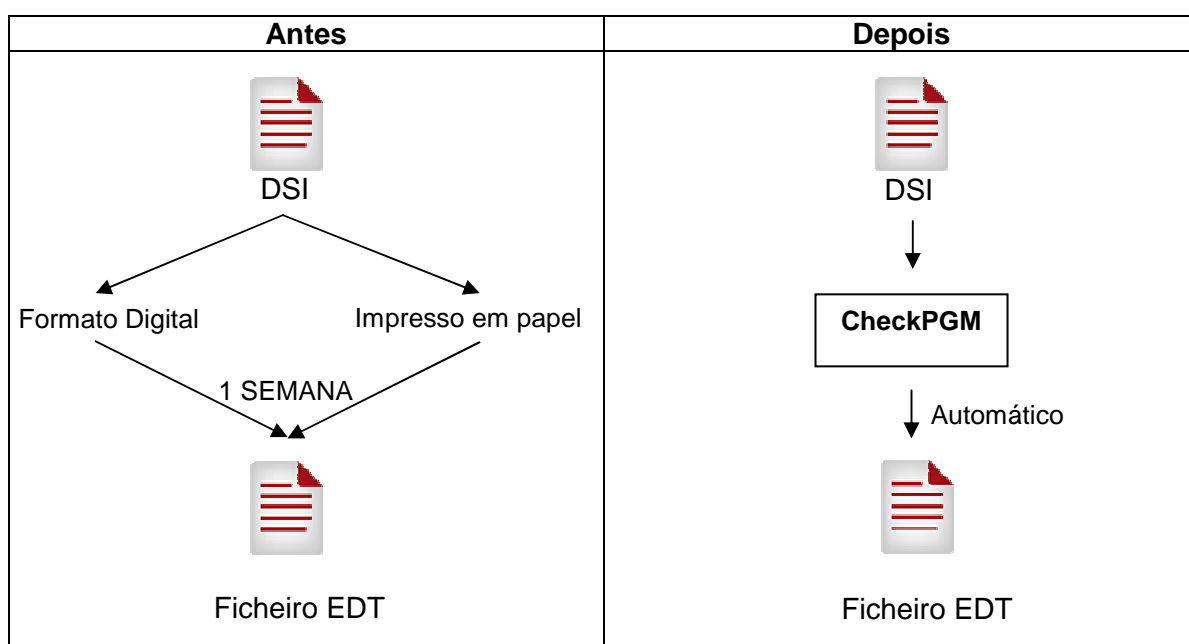 Antes
DSI
Formato Digital
Impresso em papel
1 SEMANA
Ficheiro EDT
Depois
DSI
CheckPGM
Automático
Ficheiro EDT